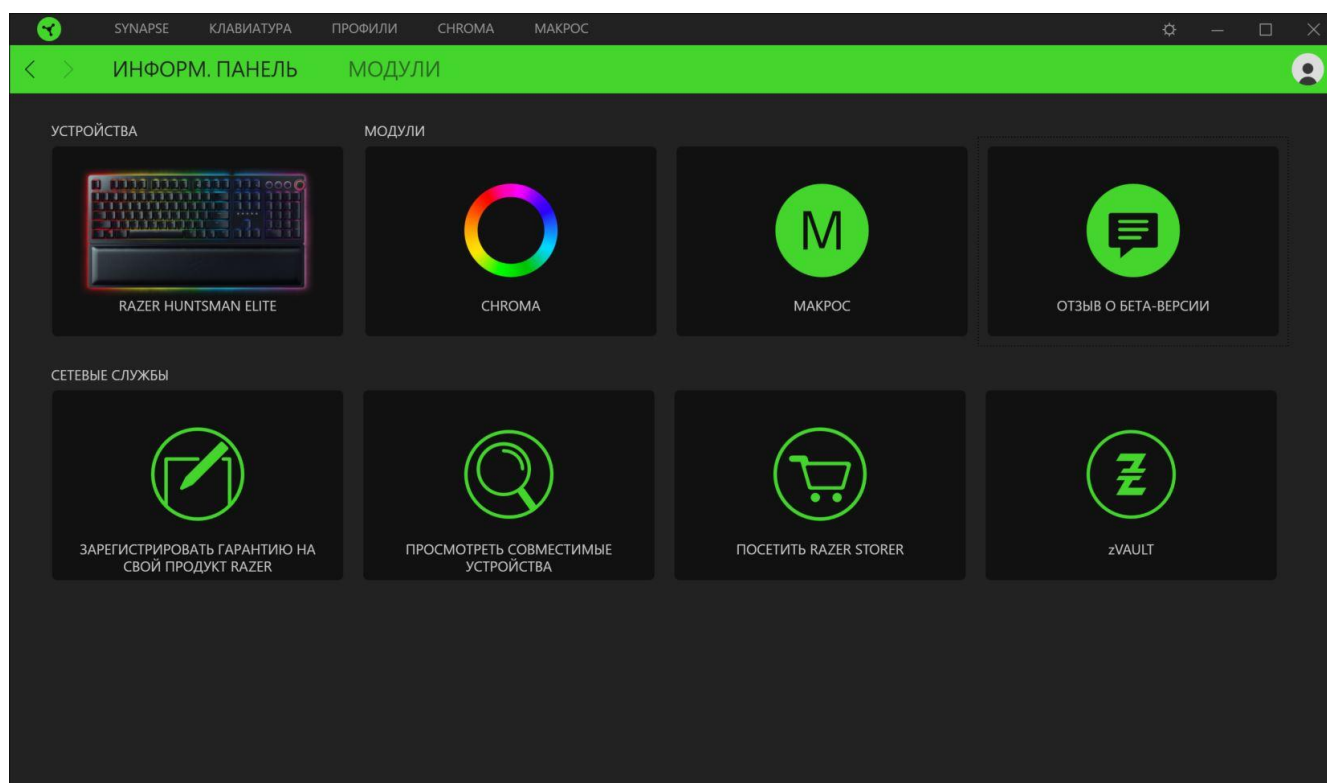 SYNAPSE КЛАВИАТУРА ПРОФИЛИ CHROMA МАКРОС
ИНФОРМ. ПАНЕЛЬ МОДУЛИ
УСТРОЙСТВА МОДУЛИ
M
RAZER HUNTSMAN ELITE CHROMA МАКРОС ОТЗЫВ О БЕТА-ВЕРСИИ
СЕТЕВЫЕ СЛУЖБЫ
ЗАРЕГИСТРИРОВАТЬ ГАРАНТИЮ НА
СВОЙ ПРОДУКТ RAZER
ПРОСМОТРЕТЬ СОВМЕСТИМЫЕ
УСТРОЙСТВА
ПОСЕТИТЬ RAZER STORER
zVAULT